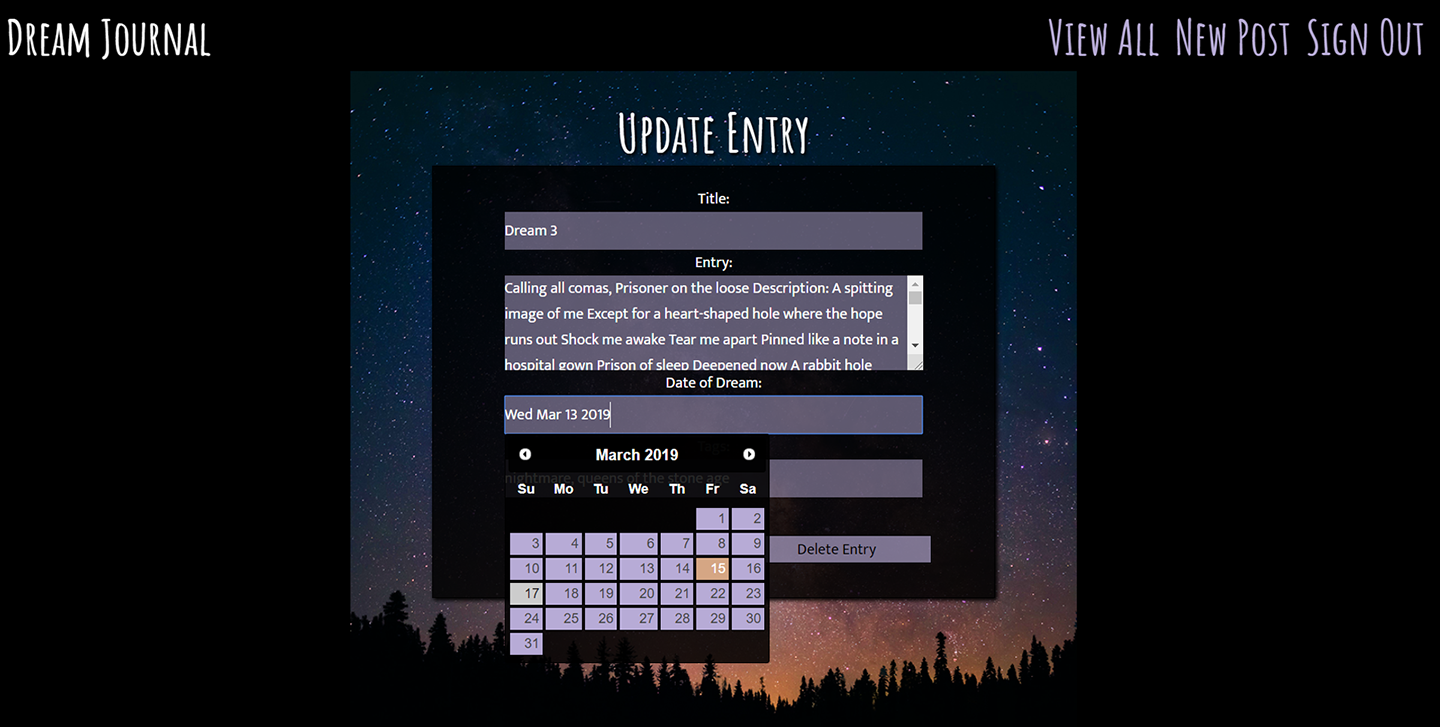 Dream Journal
View All New Post Sign Out
Update Entry
Title:
Dream 3
Entry:
Calling all comas, Prisoner on the loose Description: A spitting
image of me Except for a heart-shaped hole where the hope
runs out Shock me awake Tear me apart Pinned like a note in a
hospital gown Prison of sleep Deepened now A rabbit hole
Date of Dream:
Wed Mar 13 2019
Tags:
March 2019
nightmare, queens of the stone age
Su Mo Tu We Th Fr Sa
1 2
3 4 5 6 7 8 9
Delete Entry
10 11 12 13 14 15 16
17 18 19 20 21 22 23
24 25 26 27 28 29 30
31